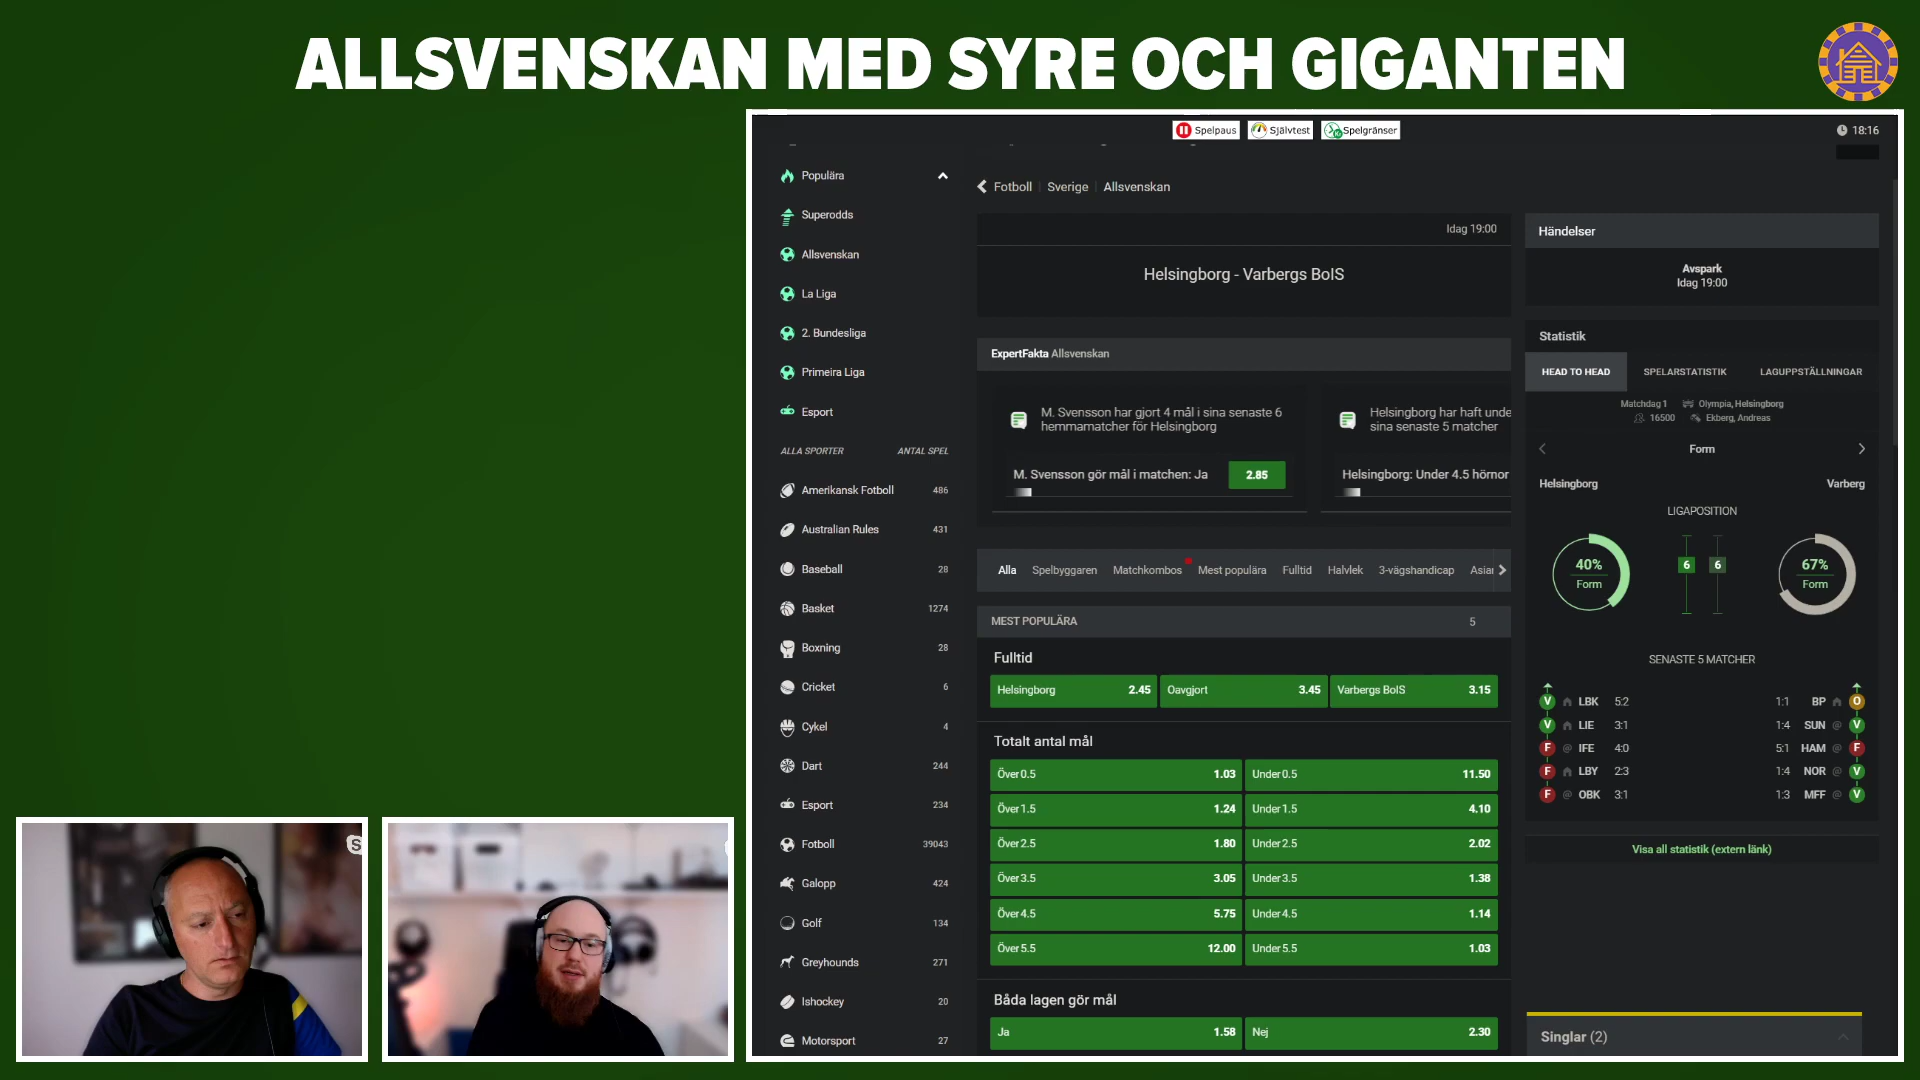 ALLSVENSKAN MED SYRE OCH GIGANTEN
Spelpaus Självtest Spelgränser
18:16
Populära
Superodds
Allsvenskan
La Liga
2. Bundesliga
Primeira Liga
Esport
ALLA SPORTER ANTAL SPEL
Amerikansk Fotboll 486
Australian Rules 431
Baseball 28
Basket 1274
Boxning 28
Cricket 6
Cykel 4
Dart 244
Esport 234
Fotboll 39043
Galopp 424
Golf 134
Greyhounds 271
Ishockey 20
Motorsport 27
Fotboll Sverige Allsvenskan
Idag 19:00
Helsingborg - Varbergs BoIS
ExpertFakta Allsvenskan
M. Svensson har gjort 4 mål i sina senaste 6
hemmamatcher för Helsingborg
M. Svensson gör mål i matchen: Ja 2.85
Helsingborg har haft unde
sina senaste 5 matcher
Helsingborg: Under 4.5 hörnor
Alla Spelbyggaren Matchkombos Mest populära Fulltid Halvlek 3-vägshandicap Asiar
MEST POPULÄRA 5
Fulltid
Helsingborg 2.45 Oavgjort 3.45 Varbergs BoIS 3.15
Totalt antal mål
Över 0.5 1.03 Under 0.5 11.50
Över 1.5 1.24 Under 1.5 4.10
Över 2.5 1.80 Under 2.5 2.02
Över 3.5 3.05 Under 3.5 1.38
Över 4.5 5.75 Under 4.5 1.14
Över 5.5 12.00 Under 5.5 1.03
Båda lagen gör mål
Ja 1.58 Nej 2.30
Händelser
Avspark
Idag 19:00
Statistik
HEAD TO HEAD SPELARSTATISTIK LAGUPPSTÄLLNINGAR
Matchdag 1 Olympia, Helsingborg
16500 Ekberg, Andreas
Form
Helsingborg Varberg
LIGAPOSITION
40% Form 6 6 67% Form
SENASTE 5 MATCHER
V LBK 5:2 1:1 BP O
V LIE 3:1 1:4 SUN @ V
F @ IFE 4:0 5:1 HAM @ F
F LBY 2:3 1:4 NOR @ V
F @ OBK 3:1 1:3 MFF @ V
Visa all statistik (extern länk)
Singlar (2)